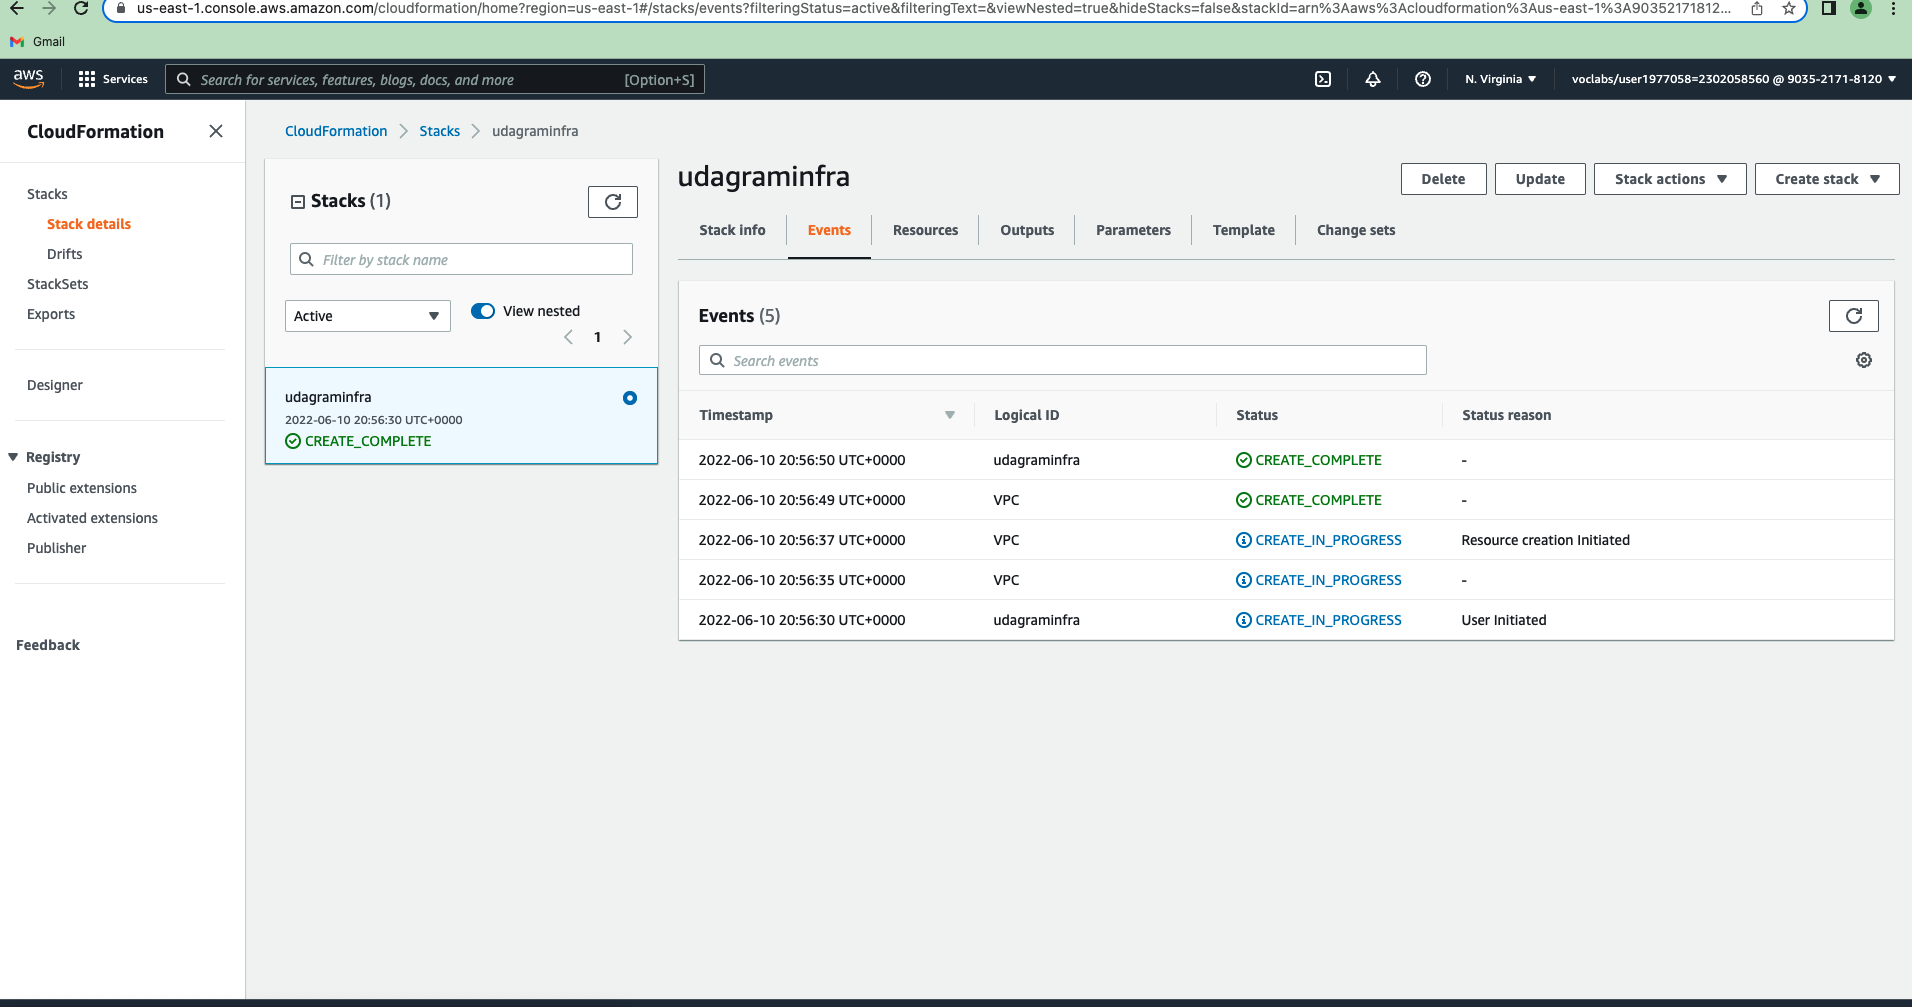 us-east-1.console.aws.amazon.com/cloudformation/home?region=us-east-1#/stacks/events?filteringStatus=active&filteringText=&viewNested=true&hideStacks=false&stackId=arn%3Aaws%3Acloudformation%3Aus-east-1%3A90352171812...
Gmail
aws Services Search for services, features, blogs, docs, and more [Option+S] N. Virginia voclabs/user1977058=2302058560 @ 9035-2171-8120
CloudFormation
Stacks
Stack details
Drifts
StackSets
Exports
Designer
Registry
Public extensions
Activated extensions
Publisher
Feedback
CloudFormation Stacks udagraminfra
Stacks (1)
Filter by stack name
Active View nested
1
udagraminfra
2022-06-10 20:56:30 UTC+0000
CREATE_COMPLETE
udagraminfra
Delete Update Stack actions Create stack
Stack info Events Resources Outputs Parameters Template Change sets
Events (5)
Search events
Timestamp Logical ID Status Status reason
2022-06-10 20:56:50 UTC+0000 udagraminfra CREATE_COMPLETE -
2022-06-10 20:56:49 UTC+0000 VPC CREATE_COMPLETE -
2022-06-10 20:56:37 UTC+0000 VPC CREATE_IN_PROGRESS Resource creation Initiated
2022-06-10 20:56:35 UTC+0000 VPC CREATE_IN_PROGRESS -
2022-06-10 20:56:30 UTC+0000 udagraminfra CREATE_IN_PROGRESS User Initiated